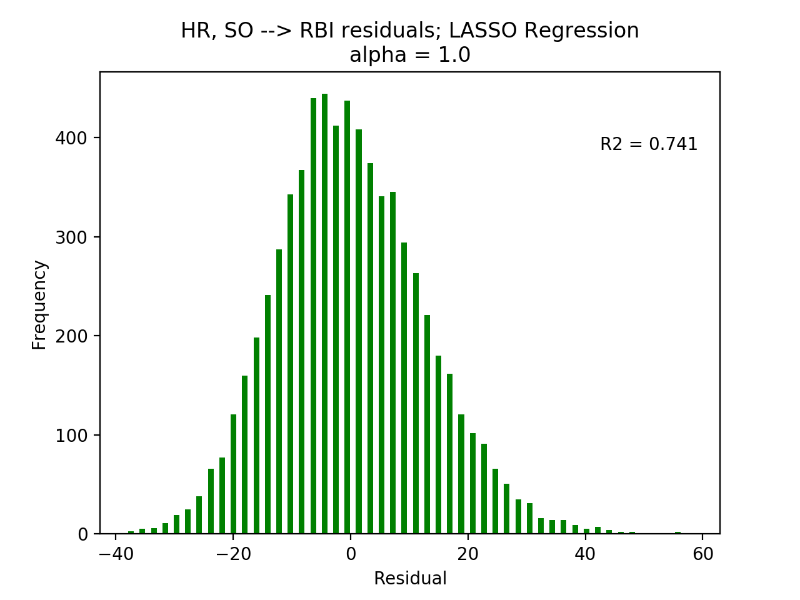 HR, SO --> RBI residuals; LASSO Regression
alpha = 1.0
R2 = 0.741
400
300
200
100
0
Frequency
−40
−20
0
20
40
60
Residual